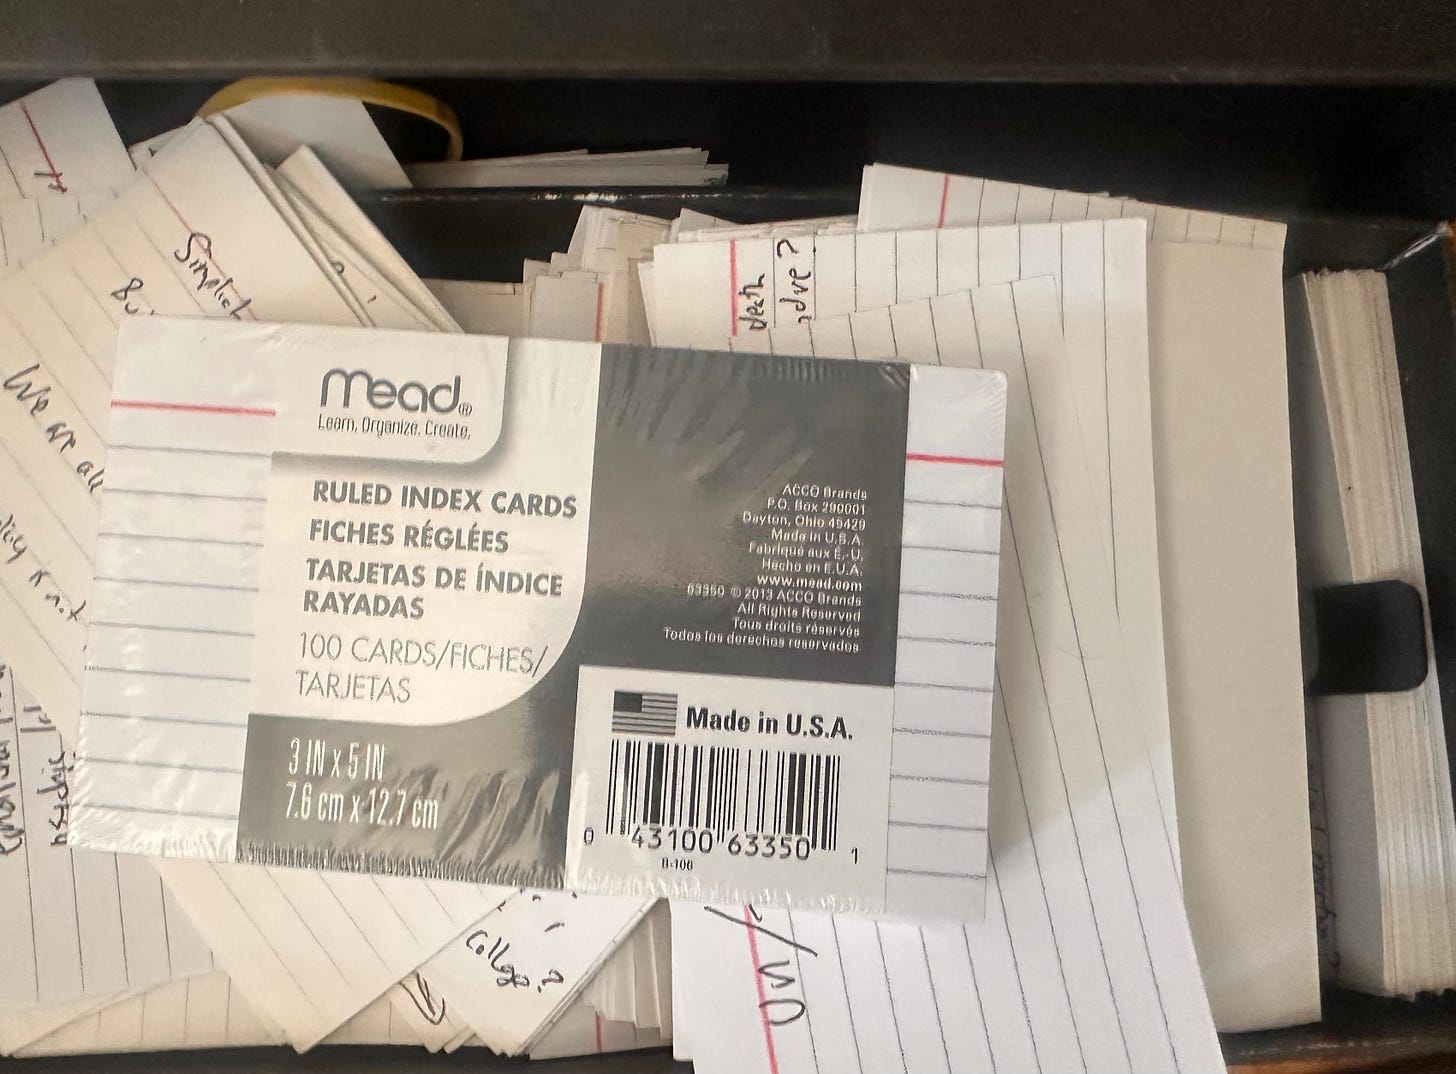 Mead®
Learn. Organize. Create.
RULED INDEX CARDS
FICHES RÉGLÉES
TARJETAS DE ÍNDICE
RAYADAS
100 CARDS/FICHES/
TARJETAS
3 IN x 5 IN
7.6 cm x 12.7 cm
ACCO Brands
P.O. Box 290001
Dayton, Ohio 45429
Made in U.S.A.
Fabriqué aux É.-U.
Hecho en E.U.A.
www.mead.com
63350 © 2013 ACCO Brands
All Rights Reserved
Tous droits réservés
Todos los derechos reservados
Made in U.S.A.
0 43100 63350 1
We are all
death
college?